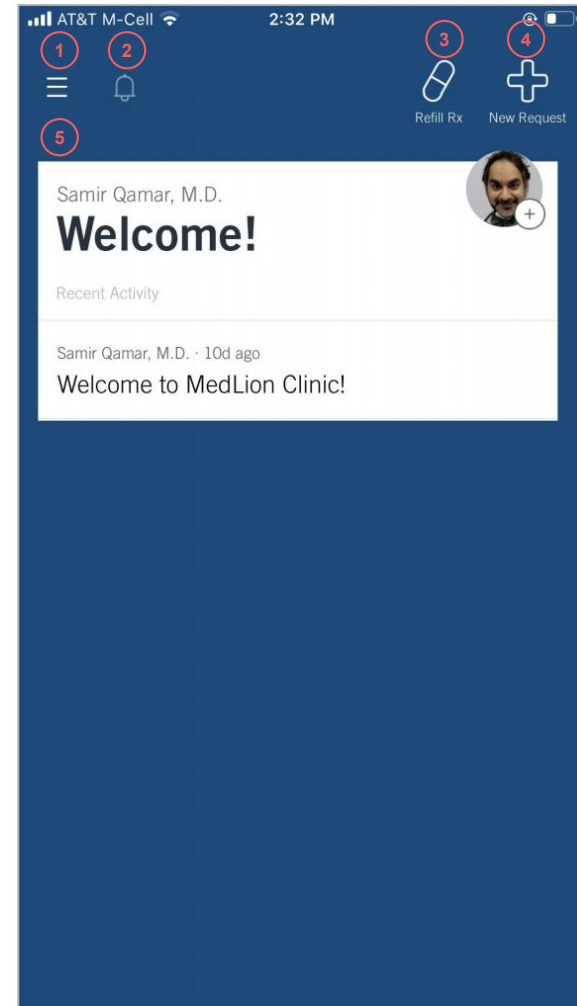 AT&T M-Cell 2:32 PM
1 2 3 4
Refill Rx New Request
5
Samir Qamar, M.D.
Welcome!
Recent Activity
Samir Qamar, M.D. · 10d ago
Welcome to MedLion Clinic!